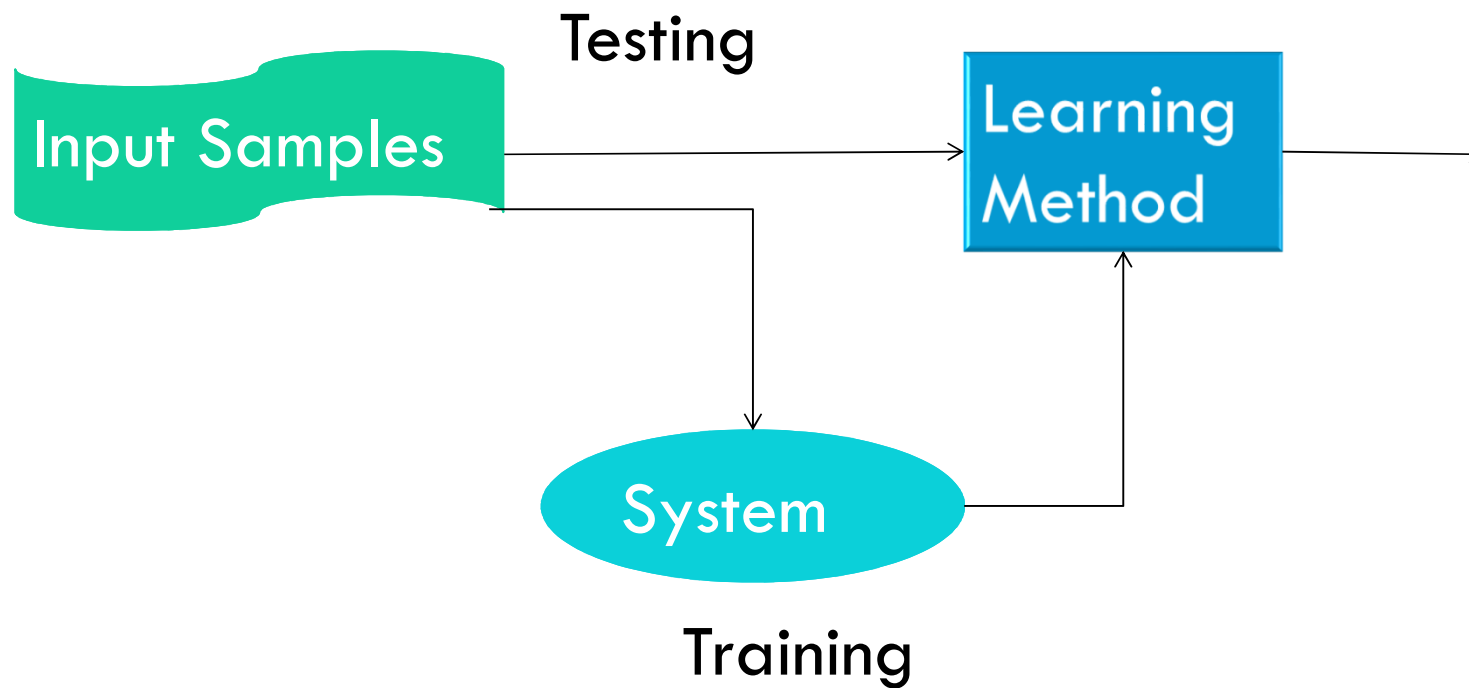 Testing
Input Samples
Learning
Method
System
Training